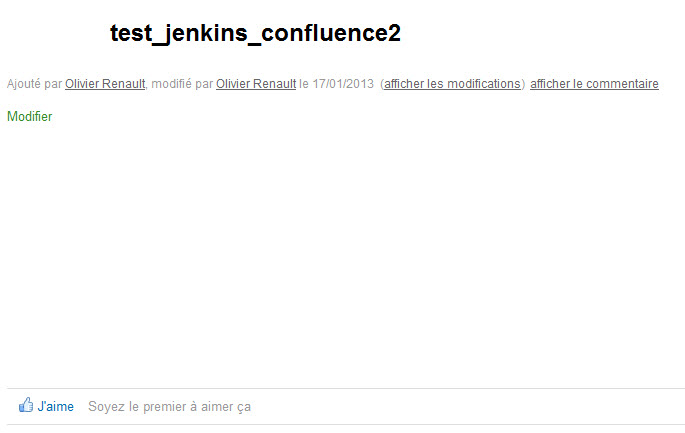 test_jenkins_confluence2
Ajouté par Olivier Renault, modifié par Olivier Renault le 17/01/2013 (afficher les modifications) afficher le commentaire
Modifier
J'aime Soyez le premier à aimer ça